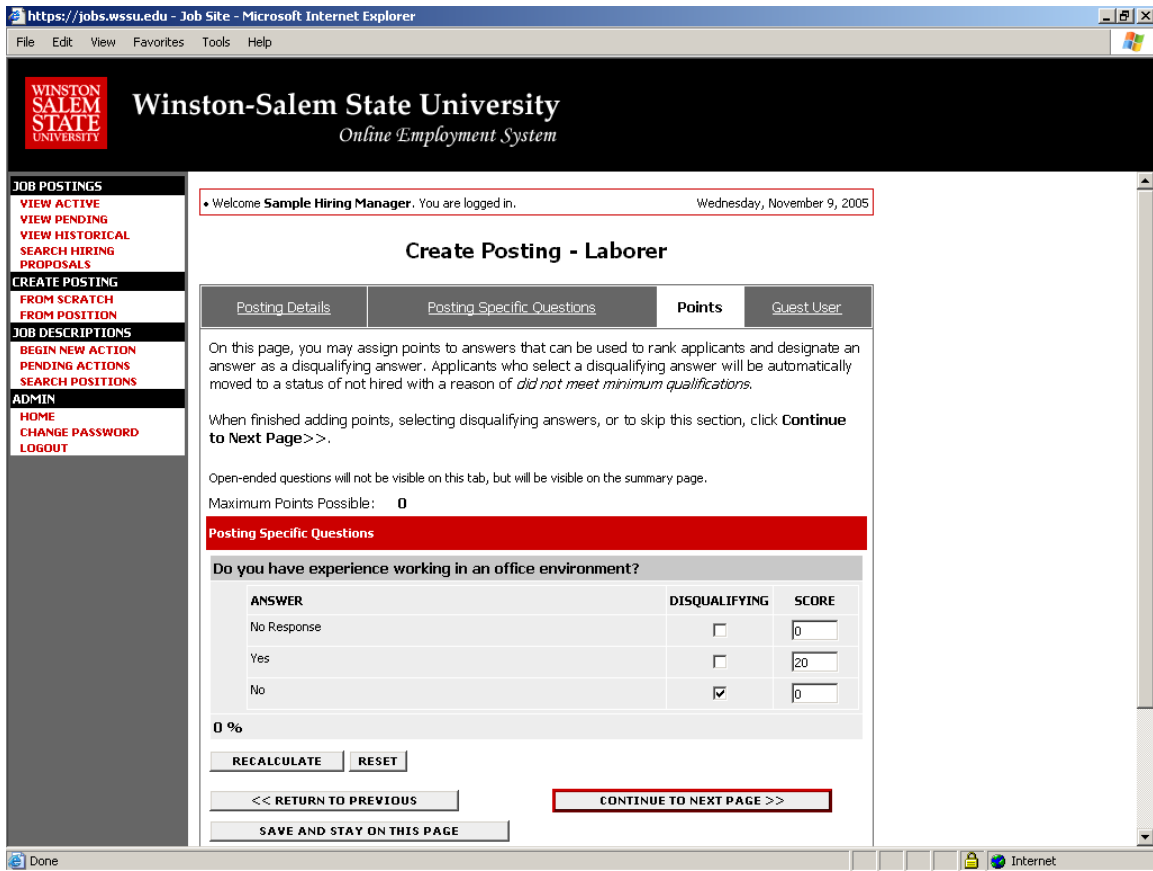 https://jobs.wssu.edu - Job Site - Microsoft Internet Explorer
File Edit View Favorites Tools Help
WINSTON
SALEM
STATE
UNIVERSITY
Winston-Salem State University
Online Employment System
JOB POSTINGS
VIEW ACTIVE
VIEW PENDING
VIEW HISTORICAL
SEARCH HIRING
PROPOSALS
CREATE POSTING
FROM SCRATCH
FROM POSITION
JOB DESCRIPTIONS
BEGIN NEW ACTION
PENDING ACTIONS
SEARCH POSITIONS
ADMIN
HOME
CHANGE PASSWORD
LOGOUT
• Welcome Sample Hiring Manager. You are logged in. Wednesday, November 9, 2005
Create Posting - Laborer
Posting Details Posting Specific Questions Points Guest User
On this page, you may assign points to answers that can be used to rank applicants and designate an
answer as a disqualifying answer. Applicants who select a disqualifying answer will be automatically
moved to a status of not hired with a reason of did not meet minimum qualifications.
When finished adding points, selecting disqualifying answers, or to skip this section, click Continue
to Next Page>>.
Open-ended questions will not be visible on this tab, but will be visible on the summary page.
Maximum Points Possible: 0
Posting Specific Questions
Do you have experience working in an office environment?
ANSWER DISQUALIFYING SCORE
No Response 0
Yes 20
No 0
0 %
RECALCULATE RESET
<< RETURN TO PREVIOUS CONTINUE TO NEXT PAGE >>
SAVE AND STAY ON THIS PAGE
Done Internet